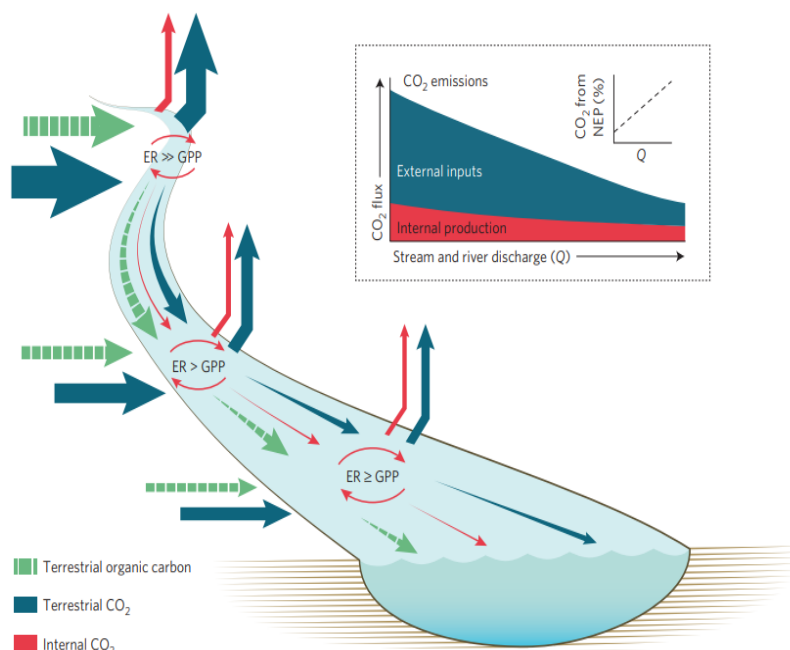 ER ≫ GPP
ER > GPP
ER ≥ GPP
CO₂ emissions
External inputs
Internal production
CO₂ flux
Stream and river discharge (Q)
CO₂ from
NEP (%)
Q
Terrestrial organic carbon
Terrestrial CO₂
Internal CO₂